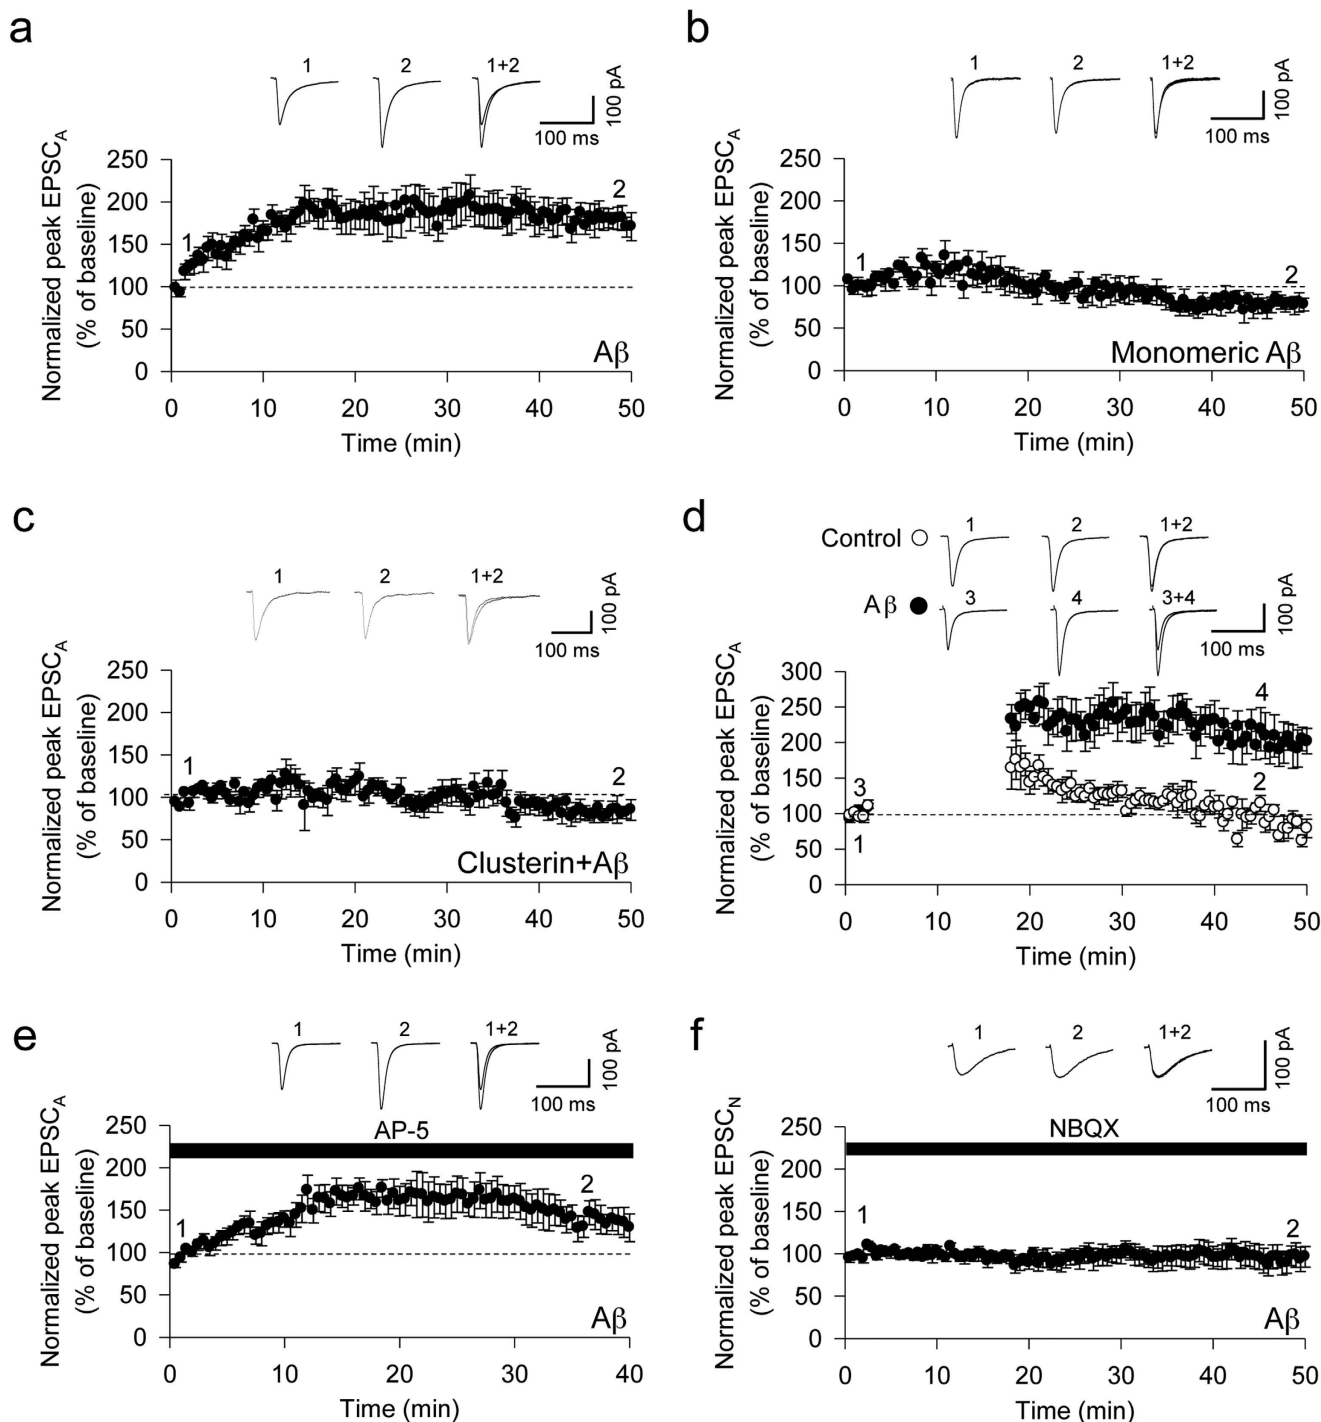 a
1 2 1+2
100 pA
100 ms
Normalized peak EPSC_A
(% of baseline)
250
200
150
100
50
0
1
2
Aβ
0 10 20 30 40 50
Time (min)
b
1 2 1+2
100 pA
100 ms
Normalized peak EPSC_A
(% of baseline)
250
200
150
100
50
0
1
2
Monomeric Aβ
0 10 20 30 40 50
Time (min)
c
1 2 1+2
100 pA
100 ms
Normalized peak EPSC_A
(% of baseline)
250
200
150
100
50
0
1
2
Clusterin+Aβ
0 10 20 30 40 50
Time (min)
d
Control
1 2 1+2
Aβ
3 4 3+4
100 pA
100 ms
Normalized peak EPSC_A
(% of baseline)
300
250
200
150
100
50
0
4
3
2
1
0 10 20 30 40 50
Time (min)
e
1 2 1+2
100 pA
100 ms
AP-5
Normalized peak EPSC_A
(% of baseline)
250
200
150
100
50
0
1
2
Aβ
0 10 20 30 40
Time (min)
f
1 2 1+2
100 pA
100 ms
NBQX
Normalized peak EPSC_N
(% of baseline)
250
200
150
100
50
0
1
2
Aβ
0 10 20 30 40 50
Time (min)